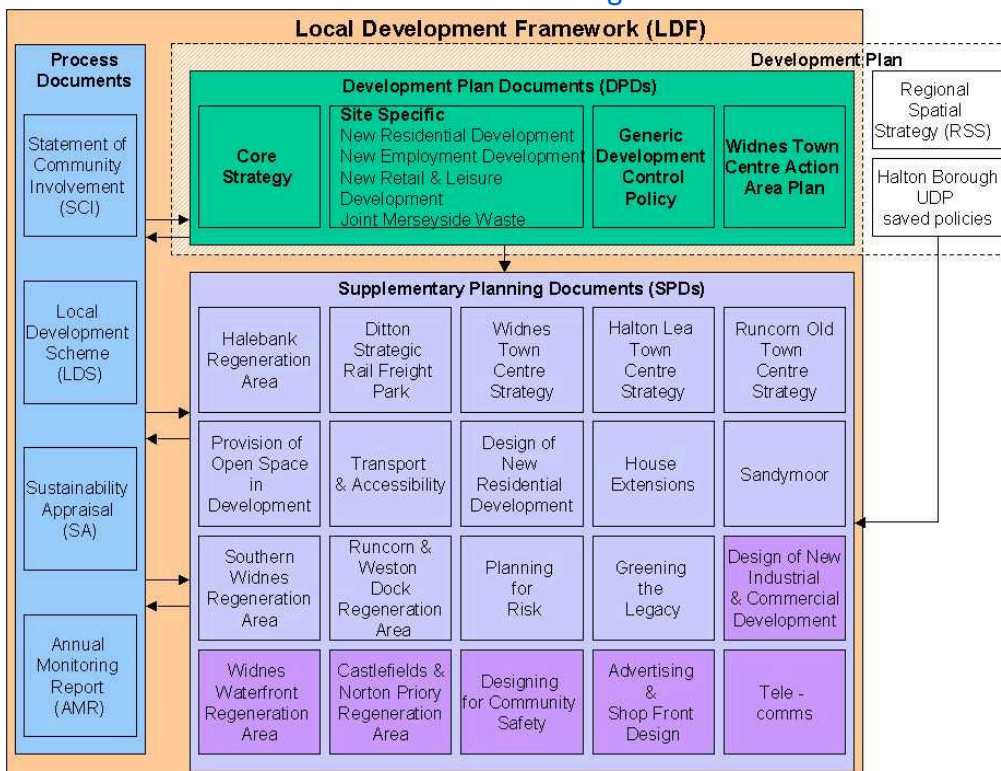 Local Development Framework (LDF)
Process
Documents
Statement of
Community
Involvement
(SCI)
Local
Development
Scheme
(LDS)
Sustainability
Appraisal
(SA)
Annual
Monitoring
Report
(AMR)
Development Plan
Development Plan Documents (DPDs)
Core
Strategy
Site Specific
New Residential Development
New Employment Development
New Retail & Leisure
Development
Joint Merseyside Waste
Generic
Development
Control
Policy
Widnes Town
Centre Action
Area Plan
Regional
Spatial
Strategy (RSS)
Halton Borough
UDP
saved policies
Supplementary Planning Documents (SPDs)
Halebank
Regeneration
Area
Ditton
Strategic
Rail Freight
Park
Widnes
Town
Centre
Strategy
Halton Lea
Town
Centre
Strategy
Runcorn Old
Town
Centre
Strategy
Provision of
Open Space
in
Development
Transport
& Accessibility
Design of
New
Residential
Development
House
Extensions
Sandymoor
Southern
Widnes
Regeneration
Area
Runcorn &
Weston
Dock
Regeneration
Area
Planning
for
Risk
Greening
the
Legacy
Design of New
Industrial
& Commercial
Development
Widnes
Waterfront
Regeneration
Area
Castlefields &
Norton Priory
Regeneration
Area
Designing
for Community
Safety
Advertising
&
Shop Front
Design
Tele -
comms